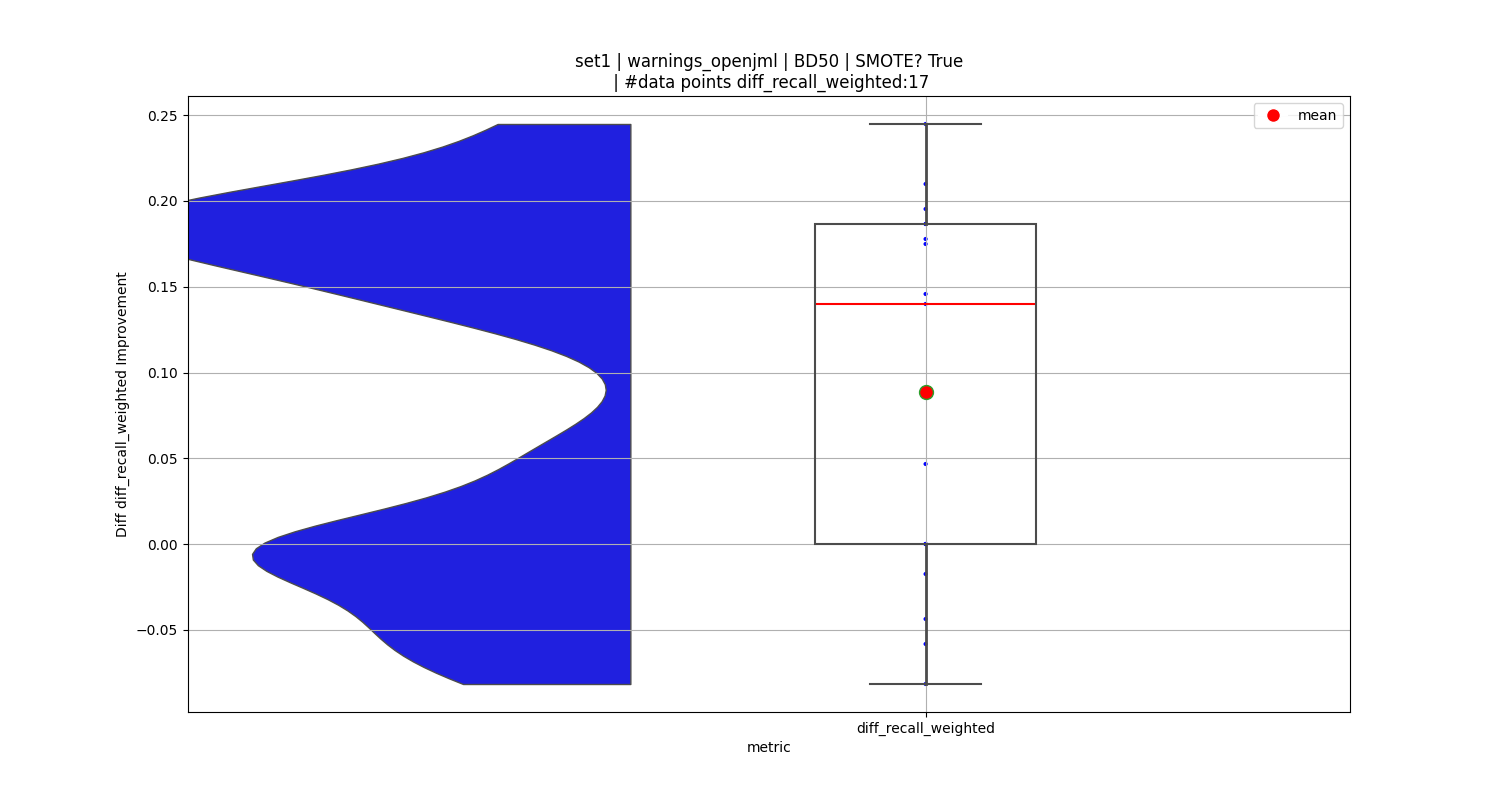 set1 | warnings_openjml | BD50 | SMOTE? True
| #data points diff_recall_weighted:17
mean
0.25
0.20
0.15
0.10
0.05
0.00
−0.05
Diff diff_recall_weighted Improvement
diff_recall_weighted
metric